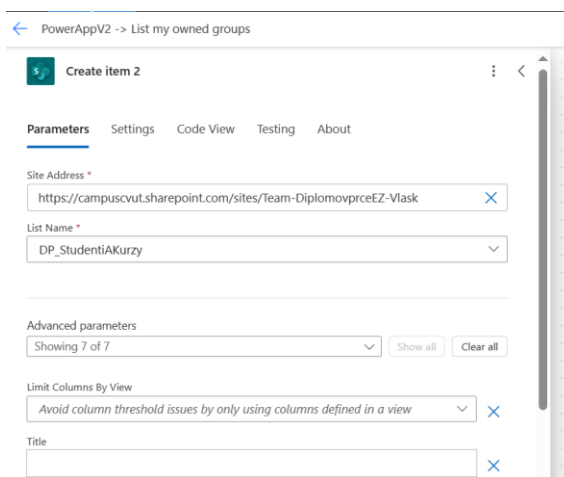 PowerAppV2 -> List my owned groups
Create item 2
Parameters Settings Code View Testing About
Site Address *
https://campuscvut.sharepoint.com/sites/Team-DiplomovprceEZ-Vlask
List Name *
DP_StudentiAKurzy
Advanced parameters
Showing 7 of 7 Show all Clear all
Limit Columns By View
Avoid column threshold issues by only using columns defined in a view
Title